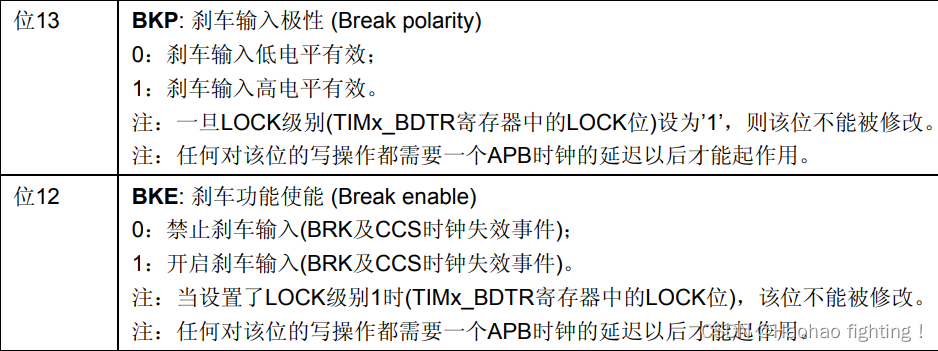 位13
BKP: 刹车输入极性 (Break polarity)
0：刹车输入低电平有效；
1：刹车输入高电平有效。
注：一旦LOCK级别(TIMx_BDTR寄存器中的LOCK位)设为’1’，则该位不能被修改。
注：任何对该位的写操作都需要一个APB时钟的延迟以后才能起作用。
位12
BKE: 刹车功能使能 (Break enable)
0：禁止刹车输入(BRK及CCS时钟失效事件)；
1：开启刹车输入(BRK及CCS时钟失效事件)。
注：当设置了LOCK级别1时(TIMx_BDTR寄存器中的LOCK位)，该位不能被修改。
注：任何对该位的写操作都需要一个APB时钟的延迟以后才能起作用。
fighting！